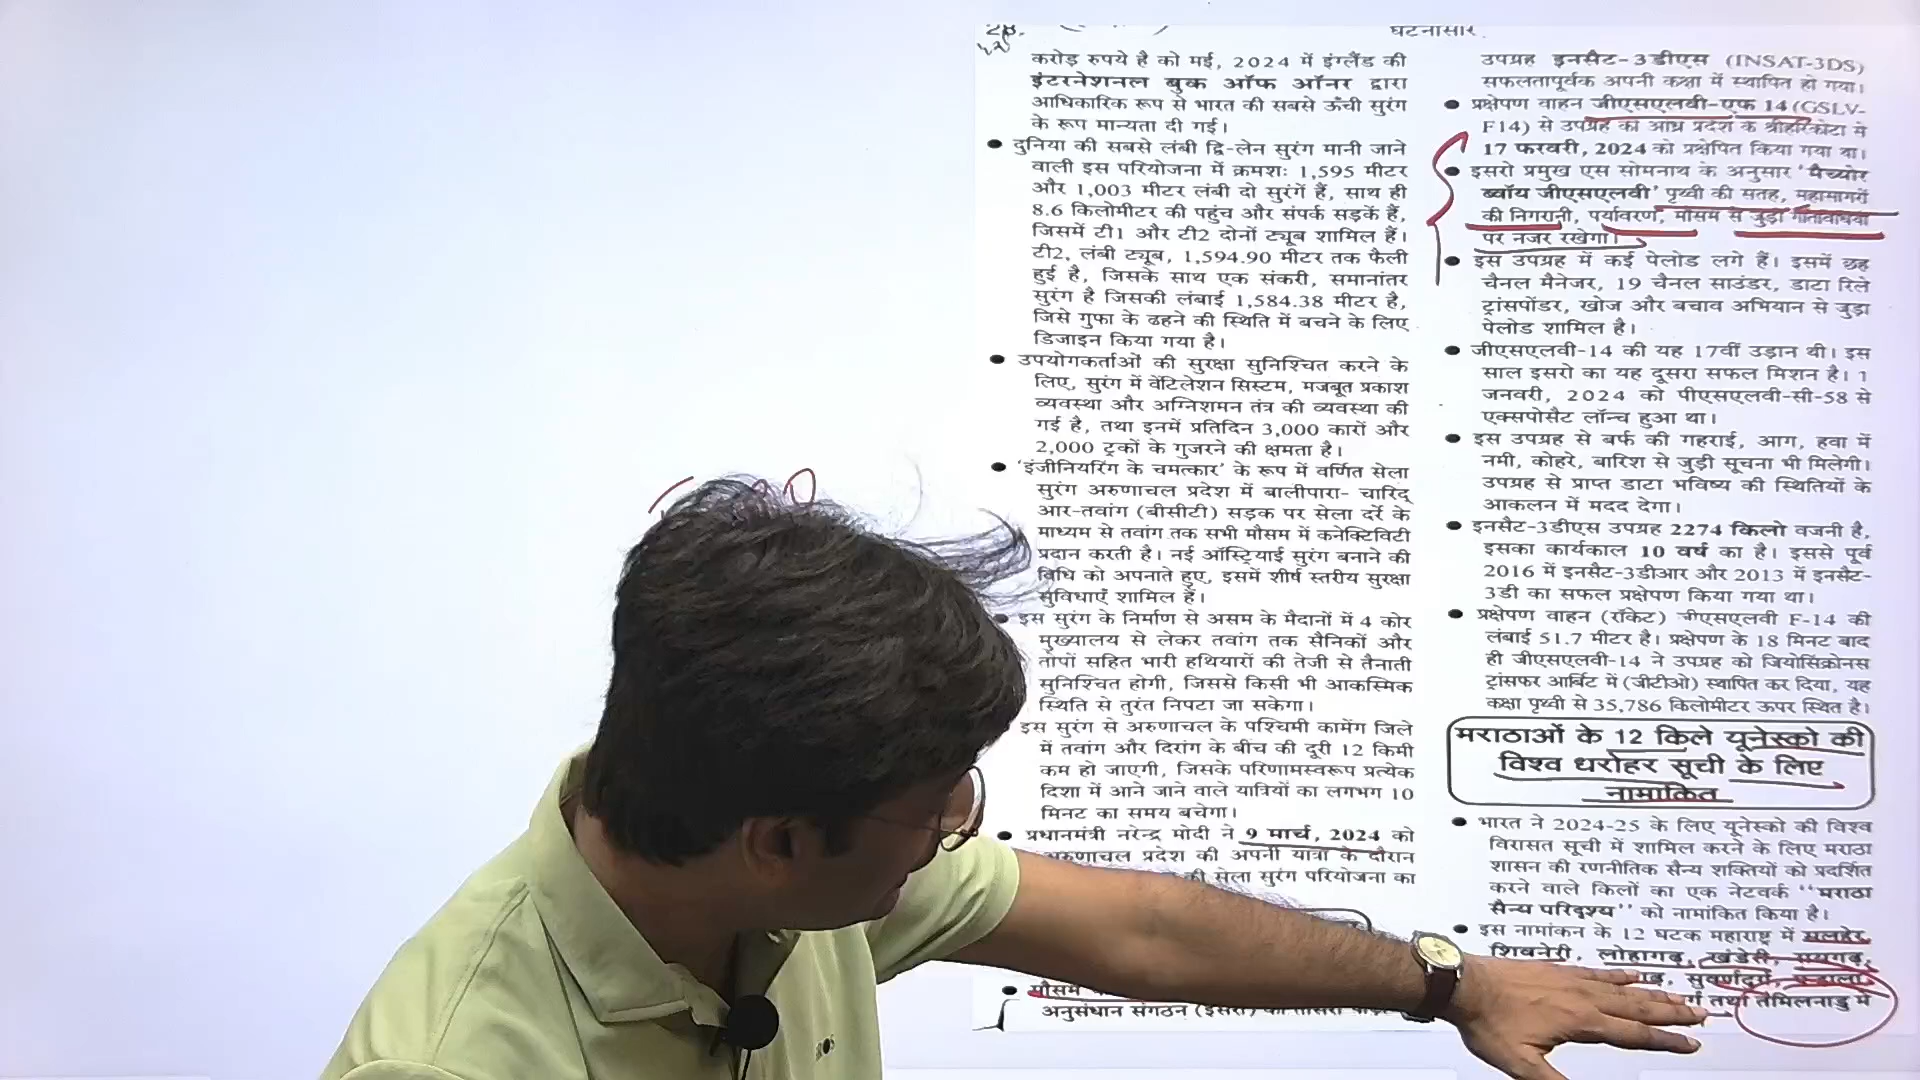 घटनासार
करोड़ रुपये है को मई, 2024 में इंग्लैंड की
इंटरनेशनल बुक ऑफ ऑनर द्वारा
आधिकारिक रूप से भारत की सबसे ऊँची सुरंग
के रूप मान्यता दी गई।
● दुनिया की सबसे लंबी द्वि-लेन सुरंग मानी जाने
वाली इस परियोजना में क्रमशः 1,595 मीटर
और 1,003 मीटर लंबी दो सुरंगें हैं, साथ ही
8.6 किलोमीटर की पहुंच और संपर्क सड़कें हैं,
जिसमें टी1 और टी2 दोनों ट्यूब शामिल हैं।
टी2, लंबी ट्यूब, 1,594.90 मीटर तक फैली
हुई है, जिसके साथ एक संकरी, समानांतर
सुरंग है जिसकी लंबाई 1,584.38 मीटर है,
जिसे गुफा के ढहने की स्थिति में बचने के लिए
डिजाइन किया गया है।
● उपयोगकर्ताओं की सुरक्षा सुनिश्चित करने के
लिए, सुरंग में वेंटिलेशन सिस्टम, मजबूत प्रकाश
व्यवस्था और अग्निशमन तंत्र की व्यवस्था की
गई है, तथा इनमें प्रतिदिन 3,000 कारों और
2,000 ट्रकों के गुजरने की क्षमता है।
● 'इंजीनियरिंग के चमत्कार' के रूप में वर्णित सेला
सुरंग अरुणाचल प्रदेश में बालीपारा- चारिद्
आर-तवांग (बीसीटी) सड़क पर सेला दर्रे के
माध्यम से तवांग तक सभी मौसम में कनेक्टिविटी
प्रदान करती है। नई ऑस्ट्रियाई सुरंग बनाने की
विधि को अपनाते हुए, इसमें शीर्ष स्तरीय सुरक्षा
सुविधाएँ शामिल हैं।
● इस सुरंग के निर्माण से असम के मैदानों में 4 कोर
मुख्यालय से लेकर तवांग तक सैनिकों और
तोपों सहित भारी हथियारों की तेजी से तैनाती
सुनिश्चित होगी, जिससे किसी भी आकस्मिक
स्थिति से तुरंत निपटा जा सकेगा।
इस सुरंग से अरुणाचल के पश्चिमी कामेंग जिले
में तवांग और दिरांग के बीच की दूरी 12 किमी
कम हो जाएगी, जिसके परिणामस्वरूप प्रत्येक
दिशा में आने जाने वाले यात्रियों का लगभग 10
मिनट का समय बचेगा।
● प्रधानमंत्री नरेन्द्र मोदी ने 9 मार्च, 2024 को
अरुणाचल प्रदेश की अपनी यात्रा के दौरान
की सेला सुरंग परियोजना का
● मौसम
अनुसंधान संगठन (इसरो)
उपग्रह इनसैट-3डीएस (INSAT-3DS)
सफलतापूर्वक अपनी कक्षा में स्थापित हो गया।
● प्रक्षेपण वाहन जीएसएलवी-एफ 14 (GSLV-
F14) से उपग्रह को आंध्र प्रदेश के श्रीहरिकोटा से
17 फरवरी, 2024 को प्रक्षेपित किया गया था।
● इसरो प्रमुख एस सोमनाथ के अनुसार 'मैच्योर
ब्वॉय जीएसएलवी' पृथ्वी की सतह, महासागरों
की निगरानी, पर्यावरण, मौसम से जुड़ी गतिविधियों
पर नजर रखेगा।
● इस उपग्रह में कई पेलोड लगे हैं। इसमें छह
चैनल मैनेजर, 19 चैनल साउंडर, डाटा रिले
ट्रांसपोंडर, खोज और बचाव अभियान से जुड़ा
पेलोड शामिल है।
● जीएसएलवी-14 की यह 17वीं उड़ान थी। इस
साल इसरो का यह दूसरा सफल मिशन है। 1
जनवरी, 2024 को पीएसएलवी-सी-58 से
एक्सपोसैट लॉन्च हुआ था।
● इस उपग्रह से बर्फ की गहराई, आग, हवा में
नमी, कोहरे, बारिश से जुड़ी सूचना भी मिलेगी।
उपग्रह से प्राप्त डाटा भविष्य की स्थितियों के
आकलन में मदद देगा।
● इनसैट-3डीएस उपग्रह 2274 किलो वजनी है,
इसका कार्यकाल 10 वर्ष का है। इससे पूर्व
2016 में इनसैट-3डीआर और 2013 में इनसैट-
3डी का सफल प्रक्षेपण किया गया था।
● प्रक्षेपण वाहन (रॉकेट) जीएसएलवी F-14 की
लंबाई 51.7 मीटर है। प्रक्षेपण के 18 मिनट बाद
ही जीएसएलवी-14 ने उपग्रह को जियोसिंक्रोनस
ट्रांसफर आर्बिट में (जीटीओ) स्थापित कर दिया, यह
कक्षा पृथ्वी से 35,786 किलोमीटर ऊपर स्थित है।
मराठाओं के 12 किले यूनेस्को की
विश्व धरोहर सूची के लिए
नामांकित
● भारत ने 2024-25 के लिए यूनेस्को की विश्व
विरासत सूची में शामिल करने के लिए मराठा
शासन की रणनीतिक सैन्य शक्तियों को प्रदर्शित
करने वाले किलों का एक नेटवर्क "मराठा
सैन्य परिदृश्य" को नामांकित किया है।
● इस नामांकन के 12 घटक महाराष्ट्र में सलहेर,
शिवनेरी, लोहागढ़, खंडेरी, रायगढ़,
सुवर्णदुर्ग,
तथा तमिलनाडु में